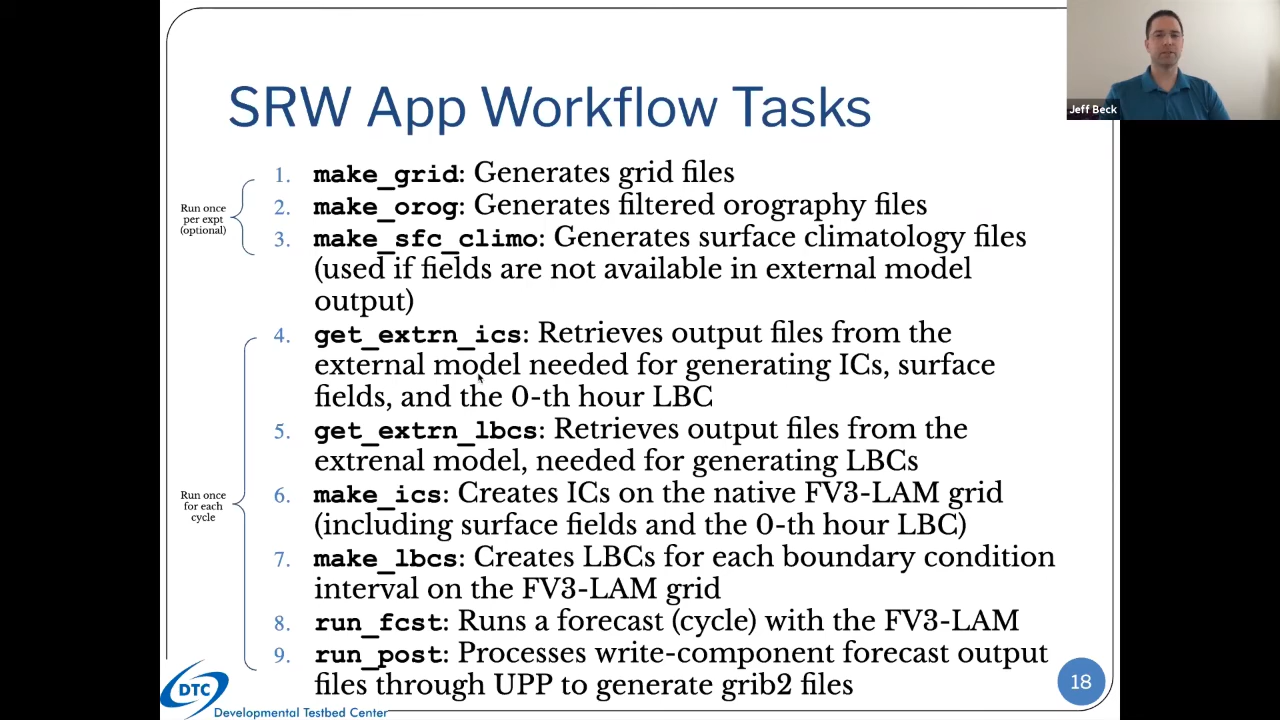 SRW App Workflow Tasks
Jeff Beck
Run once
per expt
(optional)
1. make_grid: Generates grid files
2. make_orog: Generates filtered orography files
3. make_sfc_climo: Generates surface climatology files
(used if fields are not available in external model
output)
Run once
for each
cycle
4. get_extrn_ics: Retrieves output files from the
external model needed for generating ICs, surface
fields, and the 0-th hour LBC
5. get_extrn_lbcs: Retrieves output files from the
extrenal model, needed for generating LBCs
6. make_ics: Creates ICs on the native FV3-LAM grid
(including surface fields and the 0-th hour LBC)
7. make_lbcs: Creates LBCs for each boundary condition
interval on the FV3-LAM grid
8. run_fcst: Runs a forecast (cycle) with the FV3-LAM
9. run_post: Processes write-component forecast output
files through UPP to generate grib2 files
18
DTC
Developmental Testbed Center